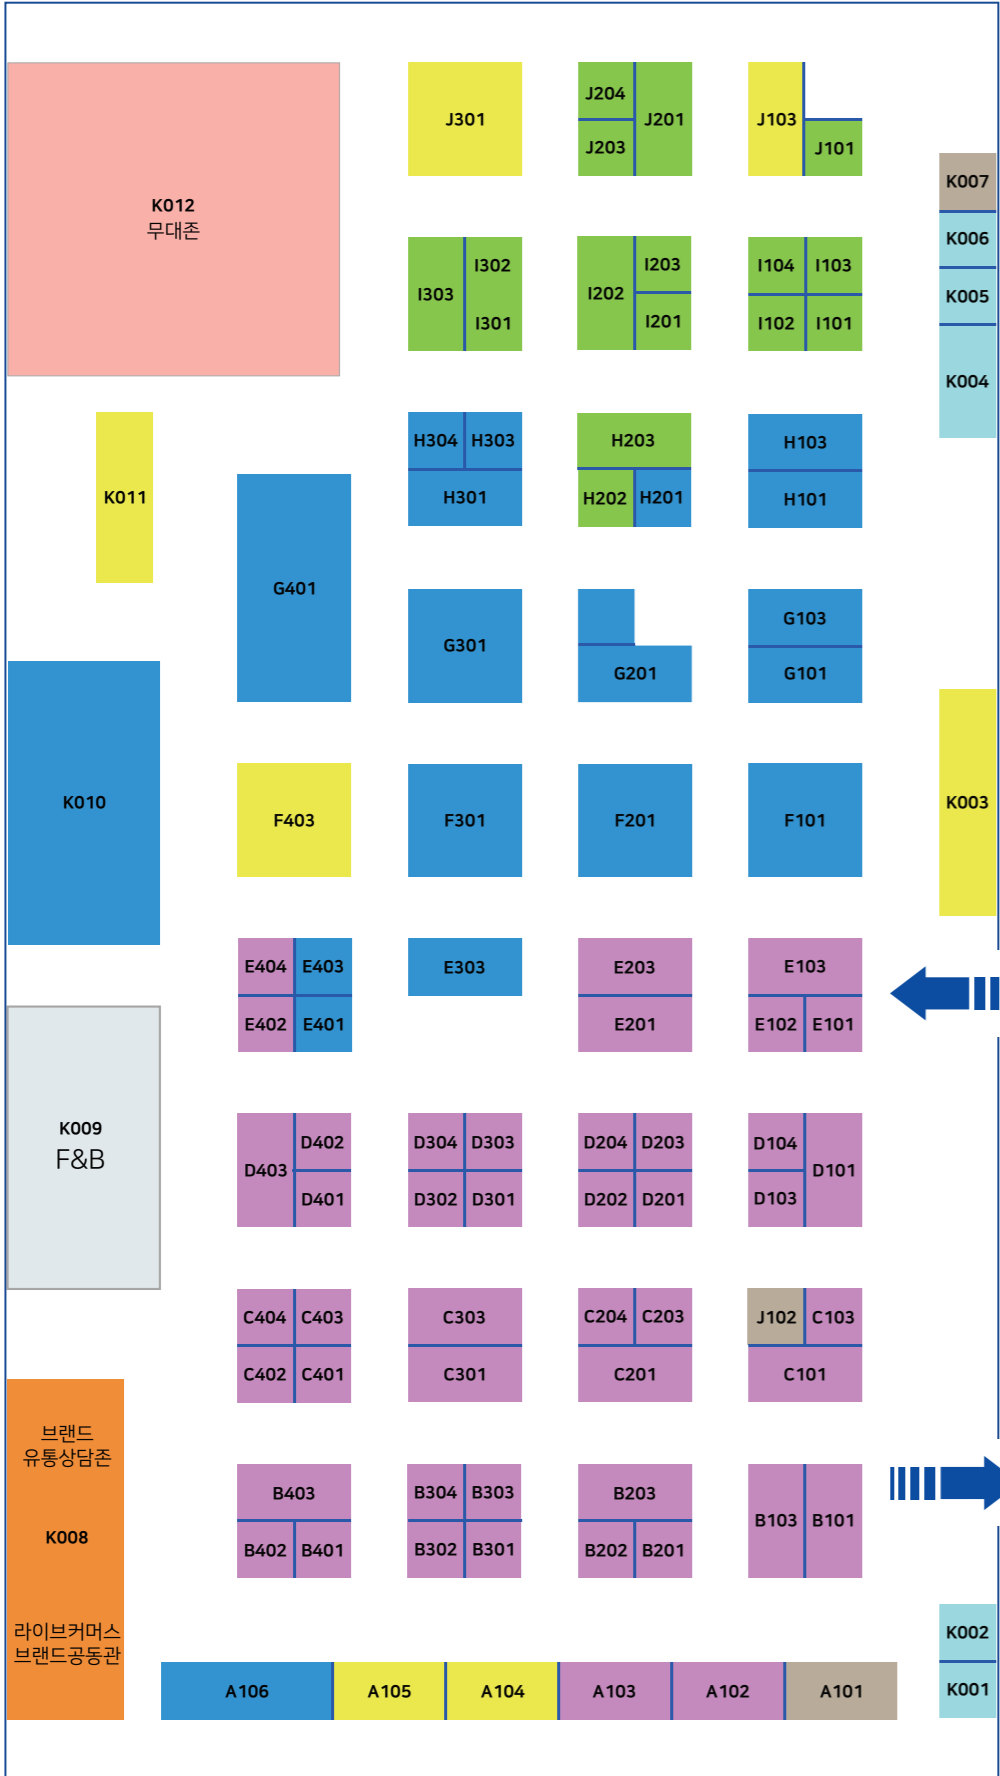 J301
J204
J201
J203
J103
J101
K007
K012
무대존
K006
I303
I302
I301
I202
I203
I201
I104
I103
I102
I101
K005
K004
K011
H304
H303
H301
H203
H202
H201
H103
H101
G401
G301
G201
G103
G101
K010
F403
F301
F201
F101
K003
E404
E403
E402
E401
E303
E203
E201
E103
E102
E101
K009
F&B
D403
D402
D401
D304
D303
D302
D301
D204
D203
D202
D201
D104
D103
D101
C404
C403
C402
C401
C303
C301
C204
C203
C201
J102
C103
C101
브랜드
유통상담존
K008
라이브커머스
브랜드공동관
B403
B402
B401
B304
B303
B302
B301
B203
B202
B201
B103
B101
K002
K001
A106
A105
A104
A103
A102
A101